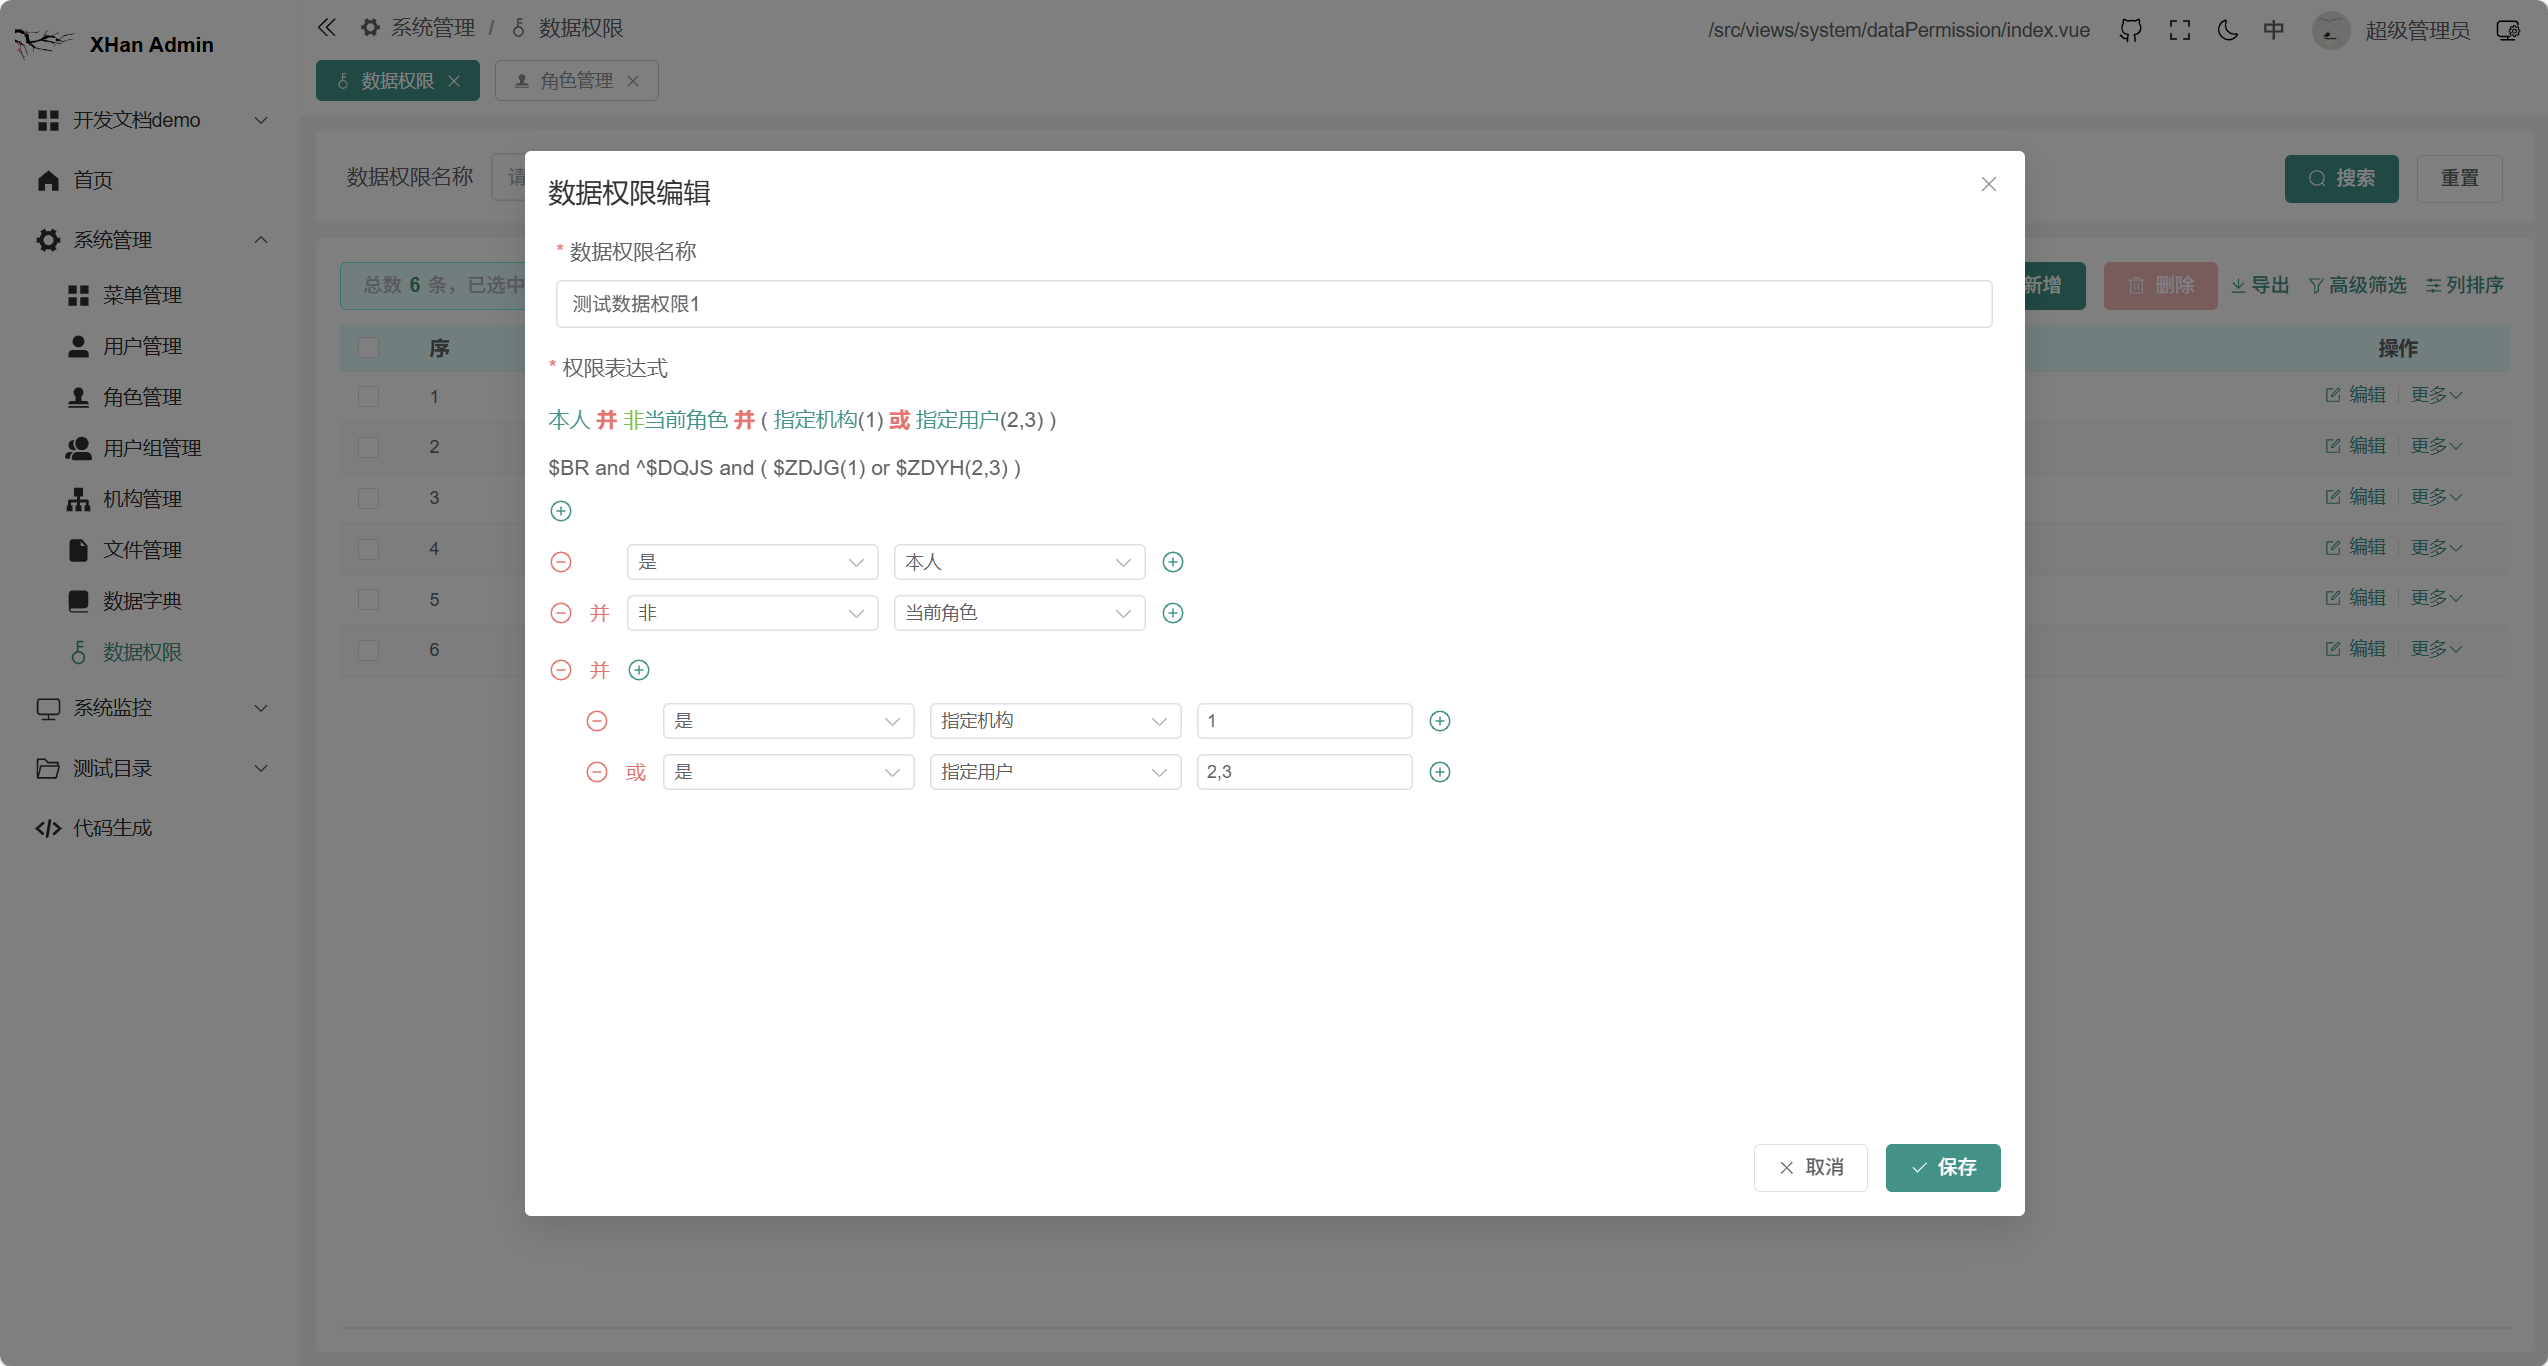 XHan Admin
开发文档demo
首页
系统管理
菜单管理
用户管理
角色管理
用户组管理
机构管理
文件管理
数据字典
数据权限
系统监控
测试目录
代码生成
系统管理 / 数据权限
/src/views/system/dataPermission/index.vue
中
超级管理员
数据权限
角色管理
数据权限名称
请
搜索
重置
总数 6 条，已选中
新增
删除
导出
高级筛选
列排序
序
操作
1
编辑
更多
2
编辑
更多
3
编辑
更多
4
编辑
更多
5
编辑
更多
6
编辑
更多
数据权限编辑
* 数据权限名称
测试数据权限1
* 权限表达式
本人 并 非当前角色 并 ( 指定机构(1) 或 指定用户(2,3) )
$BR and ^$DQJS and ( $ZDJG(1) or $ZDYH(2,3) )
是
本人
并
非
当前角色
并
是
指定机构
1
或
是
指定用户
2,3
取消
保存